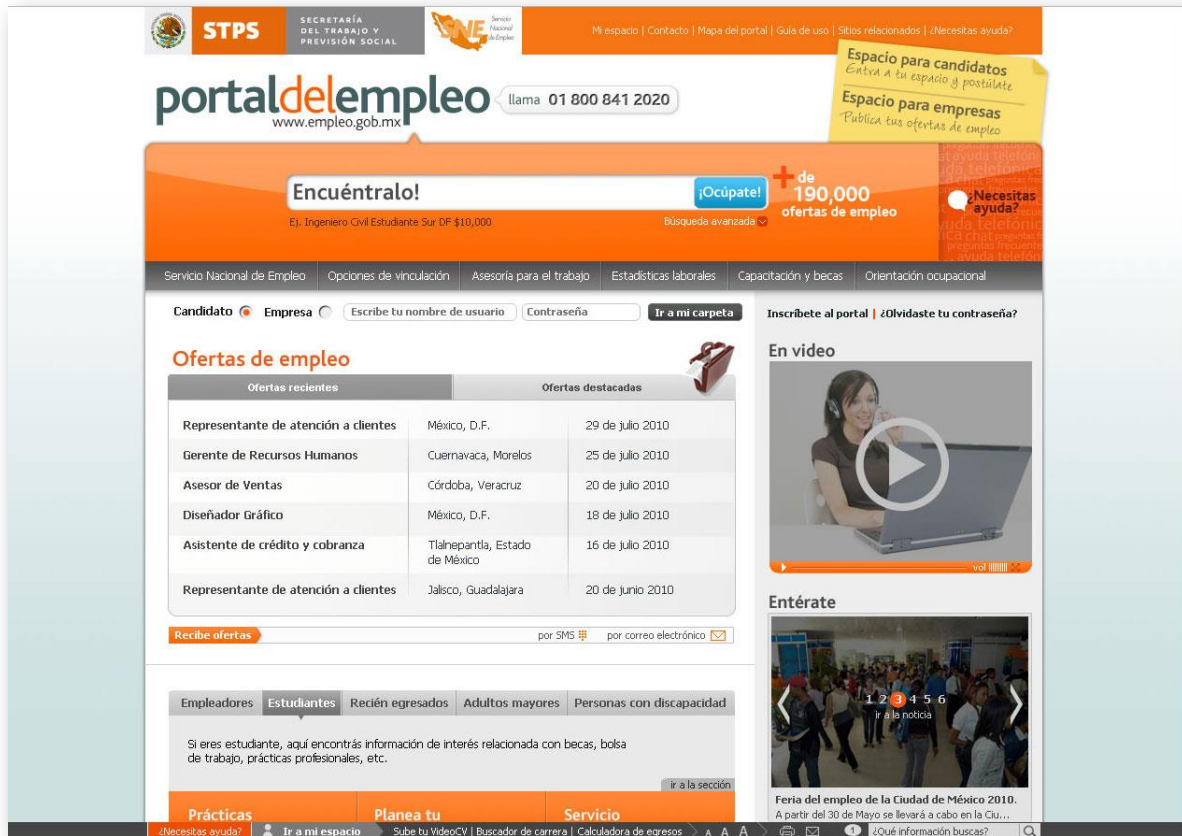 STPS
SECRETARÍA
DEL TRABAJO Y
PREVISIÓN SOCIAL
SNE
Servicio
Nacional
de Empleo
Mi espacio | Contacto | Mapa del portal | Guía de uso | Sitios relacionados | ¿Necesitas ayuda?
Espacio para candidatos
Entra a tu espacio y postúlate
Espacio para empresas
Publica tus ofertas de empleo
portaldelempleo
www.empleo.gob.mx
llama 01 800 841 2020
Encuéntralo!
¡Ocúpate!
Ej. Ingeniero Civil Estudiante Sur DF $10,000
Búsqueda avanzada
+ de
190,000
ofertas de empleo
¿Necesitas
ayuda?
Servicio Nacional de Empleo
Opciones de vinculación
Asesoría para el trabajo
Estadísticas laborales
Capacitación y becas
Orientación ocupacional
Candidato
Empresa
Escribe tu nombre de usuario
Contraseña
Ir a mi carpeta
Inscríbete al portal | ¿Olvidaste tu contraseña?
Ofertas de empleo
Ofertas recientes
Ofertas destacadas
Representante de atención a clientes México, D.F. 29 de julio 2010
Gerente de Recursos Humanos Cuernavaca, Morelos 25 de julio 2010
Asesor de Ventas Córdoba, Veracruz 20 de julio 2010
Diseñador Gráfico México, D.F. 18 de julio 2010
Asistente de crédito y cobranza Tlalnepantla, Estado 16 de julio 2010
de México
Representante de atención a clientes Jalisco, Guadalajara 20 de junio 2010
Recibe ofertas
por SMS
por correo electrónico
En video
vol
Entérate
1 2 3 4 5 6
ir a la noticia
Feria del empleo de la Ciudad de México 2010.
A partir del 30 de Mayo se llevará a cabo en la Ciu...
Empleadores
Estudiantes
Recién egresados
Adultos mayores
Personas con discapacidad
Si eres estudiante, aquí encontrás información de interés relacionada con becas, bolsa
de trabajo, prácticas profesionales, etc.
ir a la sección
Prácticas
Planea tu
Servicio
¿Necesitas ayuda?
Ir a mi espacio
Sube tu VideoCV | Buscador de carrera | Calculadora de egresos
A A A
1
¿Qué información buscas?